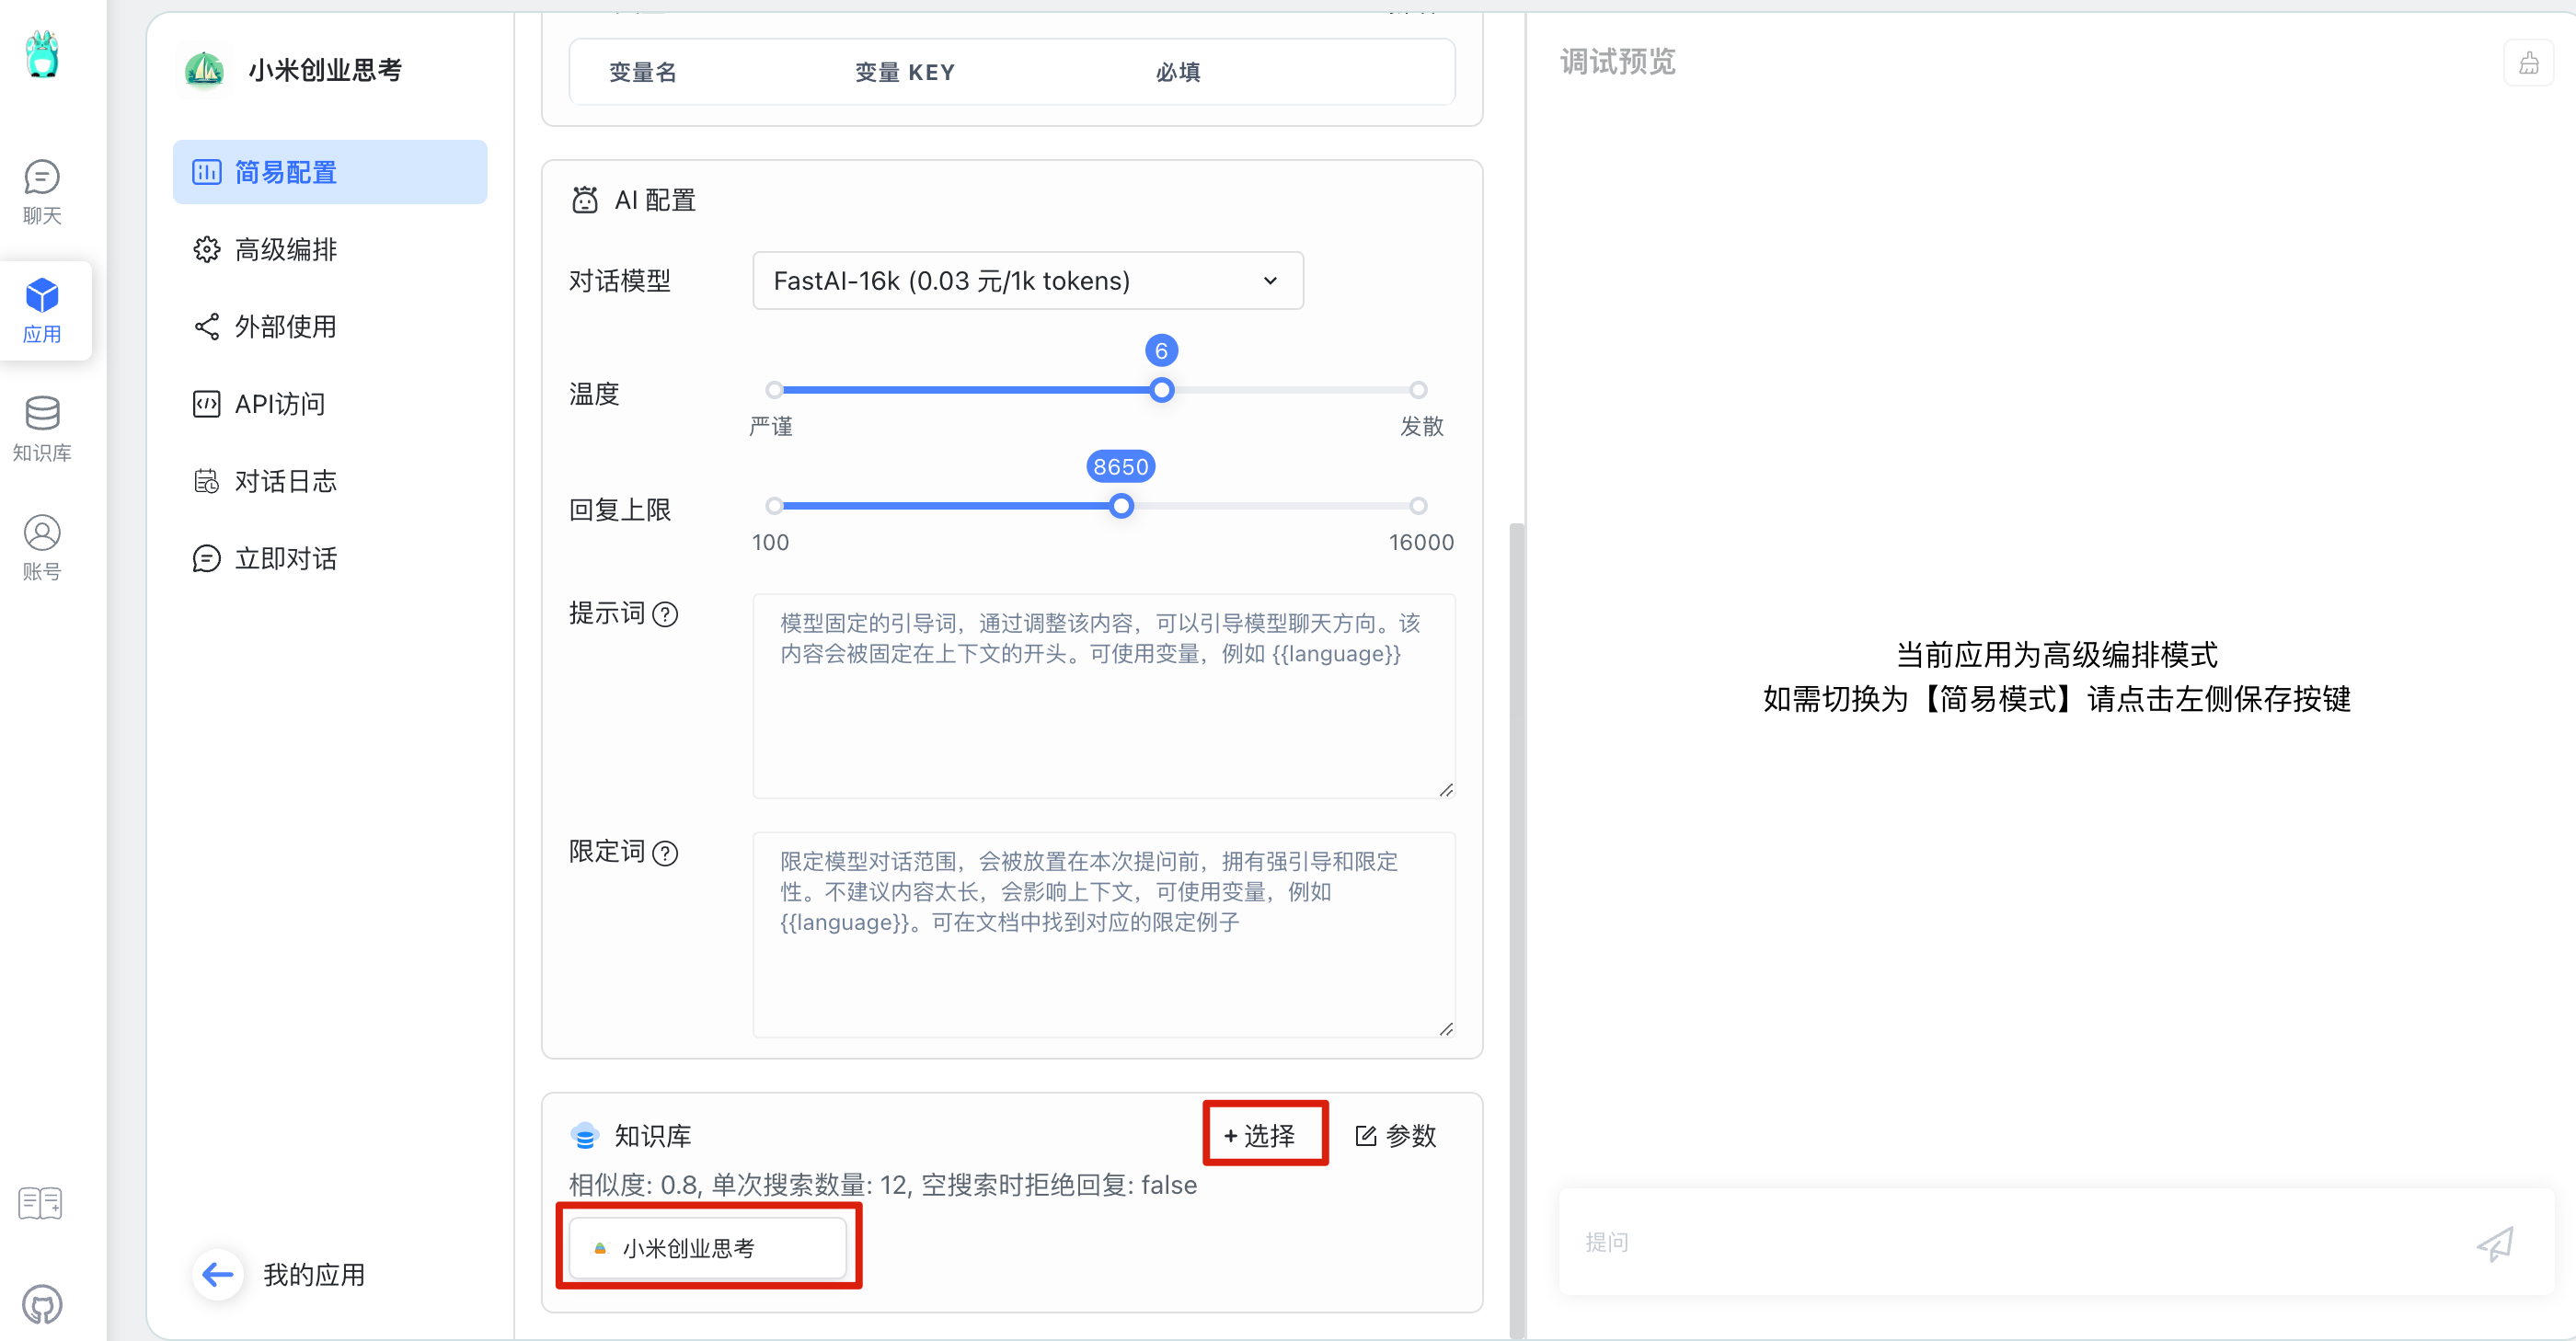 聊天
应用
知识库
账号
小米创业思考
简易配置
高级编排
外部使用
API访问
对话日志
立即对话
我的应用
变量名 变量 KEY 必填
AI 配置
对话模型 FastAI-16k (0.03 元/1k tokens)
6
温度
严谨 发散
8650
回复上限
100 16000
提示词
模型固定的引导词，通过调整该内容，可以引导模型聊天方向。该
内容会被固定在上下文的开头。可使用变量，例如 {{language}}
限定词
限定模型对话范围，会被放置在本次提问前，拥有强引导和限定
性。不建议内容太长，会影响上下文，可使用变量，例如
{{language}}。可在文档中找到对应的限定例子
知识库 +选择 参数
相似度: 0.8, 单次搜索数量: 12, 空搜索时拒绝回复: false
小米创业思考
调试预览
当前应用为高级编排模式
如需切换为【简易模式】请点击左侧保存按键
提问